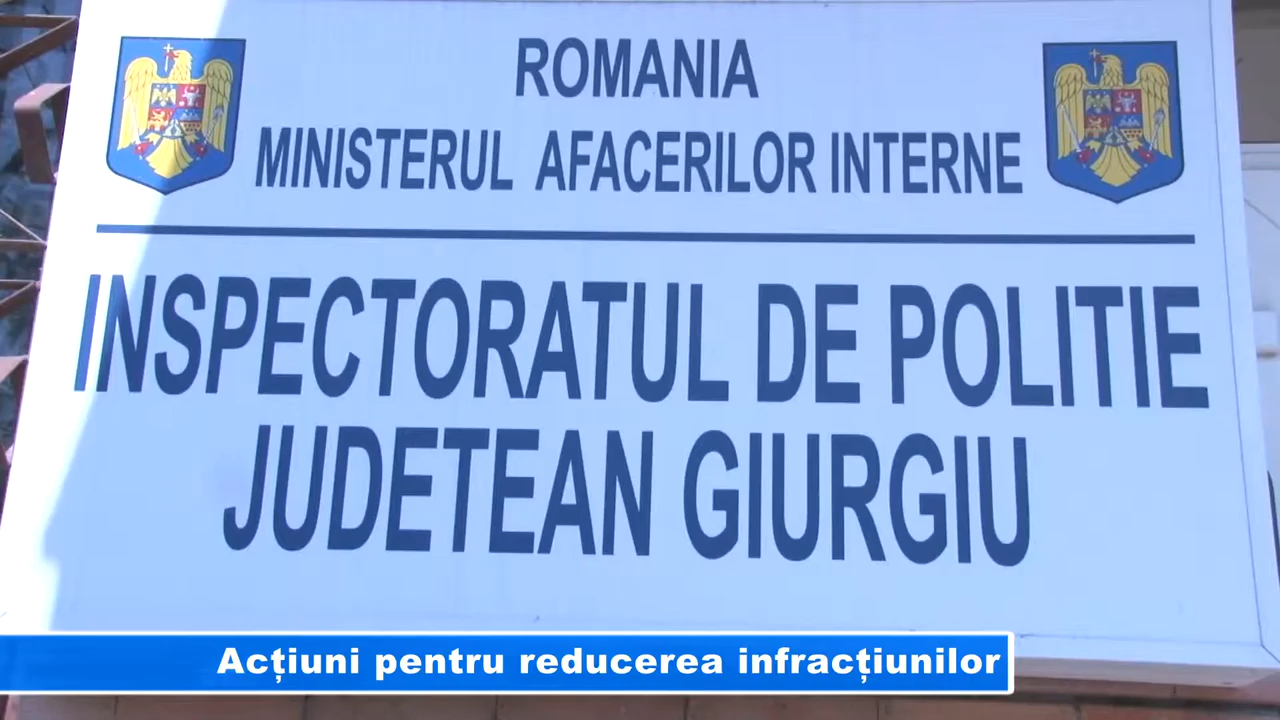 ROMANIA
MINISTERUL AFACERILOR INTERNE
INSPECTORATUL DE POLITIE
JUDETEAN GIURGIU
Acțiuni pentru reducerea infracțiunilor